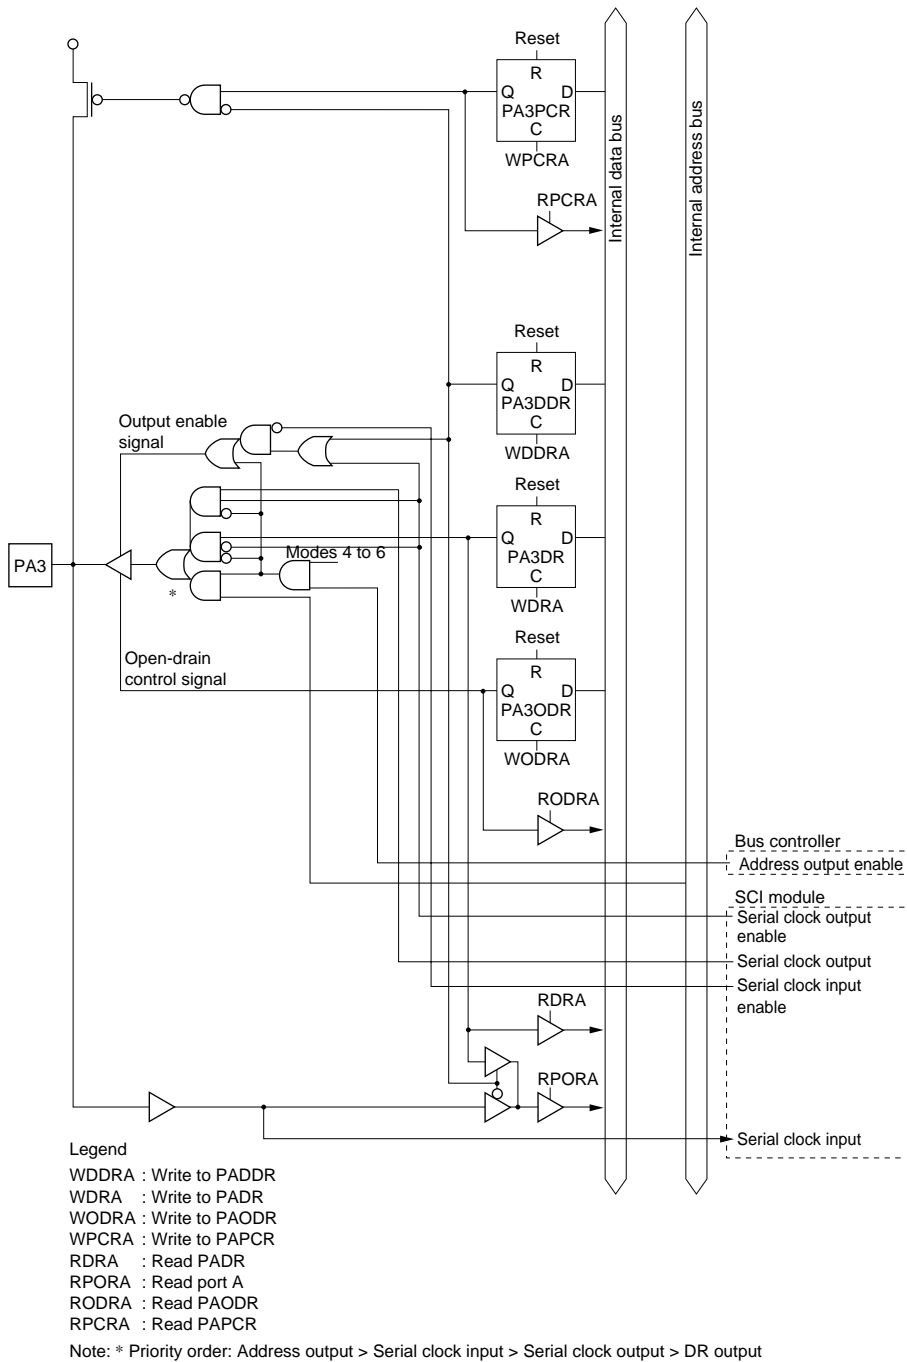 Reset
R
Q D
PA3PCR
C
WPCRA
RPCRA
Internal data bus
Internal address bus
Reset
R
Q D
PA3DDR
C
WDDRA
Output enable
signal
Reset
R
Q D
PA3DR
C
WDRA
Modes 4 to 6
PA3
*
Reset
R
Q D
PA3ODR
C
WODRA
Open-drain
control signal
RODRA
Bus controller
Address output enable
SCI module
Serial clock output
enable
Serial clock output
Serial clock input
enable
RDRA
RPORA
Serial clock input
Legend
WDDRA : Write to PADDR
WDRA : Write to PADR
WODRA : Write to PAODR
WPCRA : Write to PAPCR
RDRA : Read PADR
RPORA : Read port A
RODRA : Read PAODR
RPCRA : Read PAPCR
Note: * Priority order: Address output > Serial clock input > Serial clock output > DR output